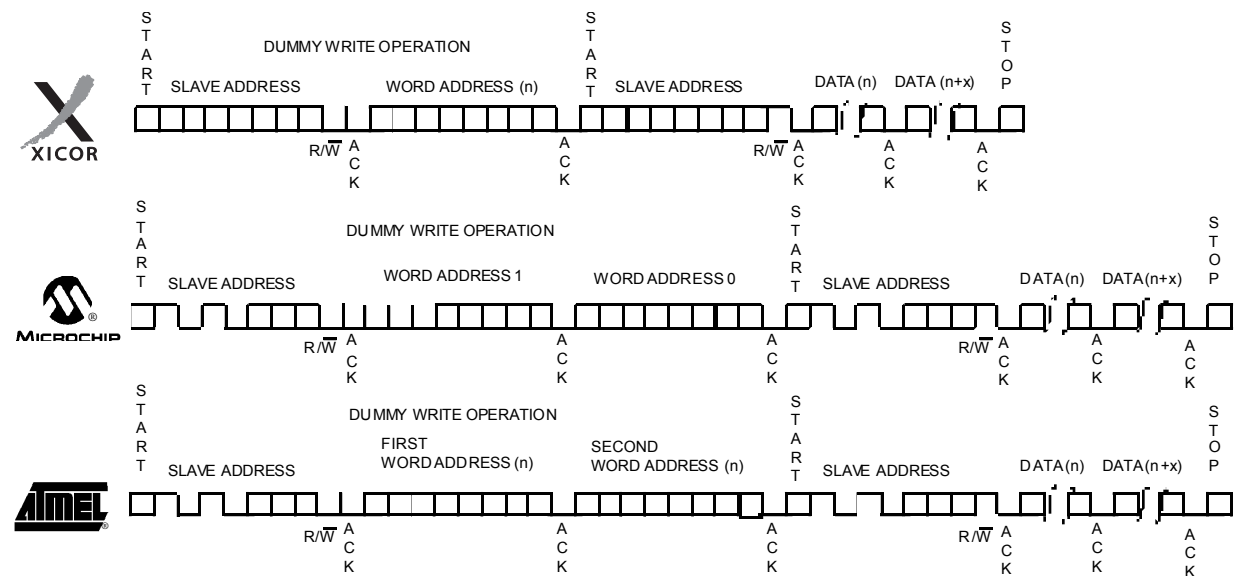 START
STOP
DUMMY WRITE OPERATION
START
SLAVE ADDRESS
WORD ADDRESS (n)
SLAVE ADDRESS
DATA (n)
DATA (n+x)
XICOR
R/W
ACK
ACK
R/W
ACK
ACK
ACK
START
DUMMY WRITE OPERATION
START
STOP
SLAVE ADDRESS
WORD ADDRESS 1
WORD ADDRESS 0
SLAVE ADDRESS
DATA (n)
DATA (n+x)
MICROCHIP
®
R/W
ACK
ACK
ACK
R/W
ACK
ACK
ACK
START
DUMMY WRITE OPERATION
START
STOP
SLAVE ADDRESS
FIRST
WORD ADDRESS (n)
SECOND
WORD ADDRESS (n)
SLAVE ADDRESS
DATA (n)
DATA (n+x)
ATMEL
®
R/W
ACK
ACK
ACK
R/W
ACK
ACK
ACK